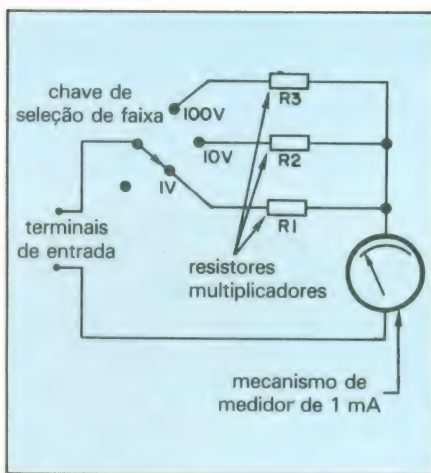 chave de
seleção de faixa
100V
R3
10V
R2
1V
R1
terminais
de entrada
resistores
multiplicadores
mecanismo de
medidor de 1 mA